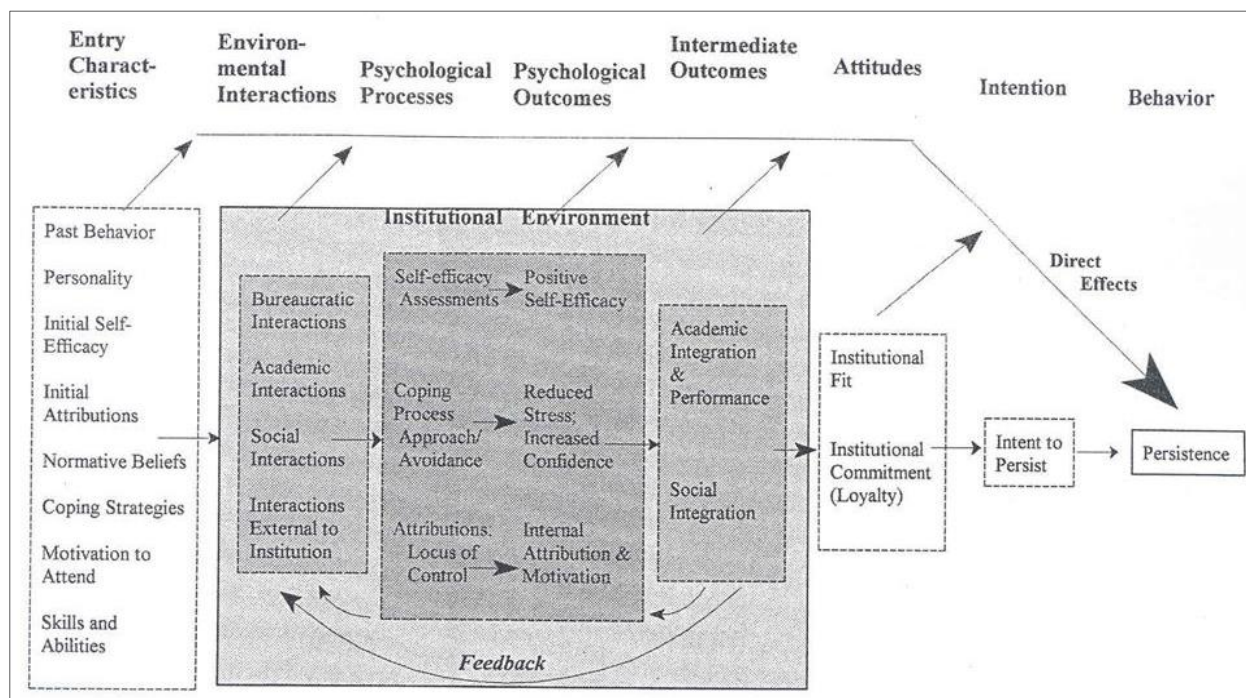 Entry
Charact-
eristics
Environ-
mental
Interactions
Psychological
Processes
Psychological
Outcomes
Intermediate
Outcomes
Attitudes
Intention
Behavior
Past Behavior
Personality
Initial Self-
Efficacy
Initial
Attributions
Normative Beliefs
Coping Strategies
Motivation to
Attend
Skills and
Abilities
Institutional Environment
Bureaucratic
Interactions
Academic
Interactions
Social
Interactions
Interactions
External to
Institution
Self-efficacy
Assessments
Positive
Self-Efficacy
Coping
Process
Approach/
Avoidance
Reduced
Stress;
Increased
Confidence
Attributions:
Locus of
Control
Internal
Attribution &
Motivation
Academic
Integration
&
Performance
Social
Integration
Feedback
Institutional
Fit
Institutional
Commitment
(Loyalty)
Intent to
Persist
Direct
Effects
Persistence